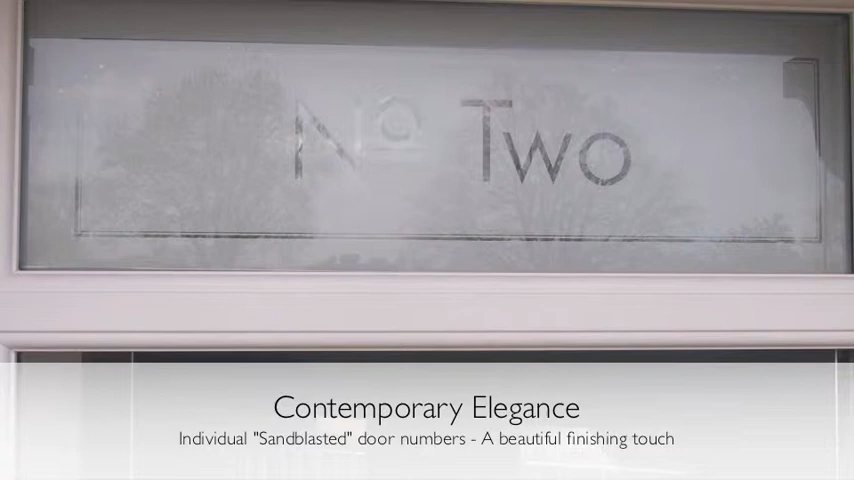 Nº Two
Contemporary Elegance
Individual "Sandblasted" door numbers - A beautiful finishing touch